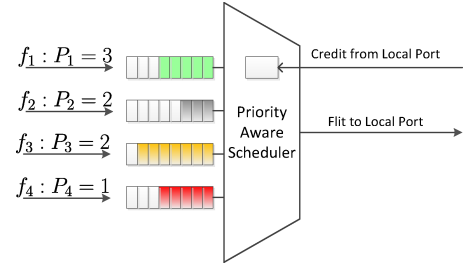 f₁ : P₁ = 3
f₂ : P₂ = 2
f₃ : P₃ = 2
f₄ : P₄ = 1
Priority
Aware
Scheduler
Credit from Local Port
Flit to Local Port